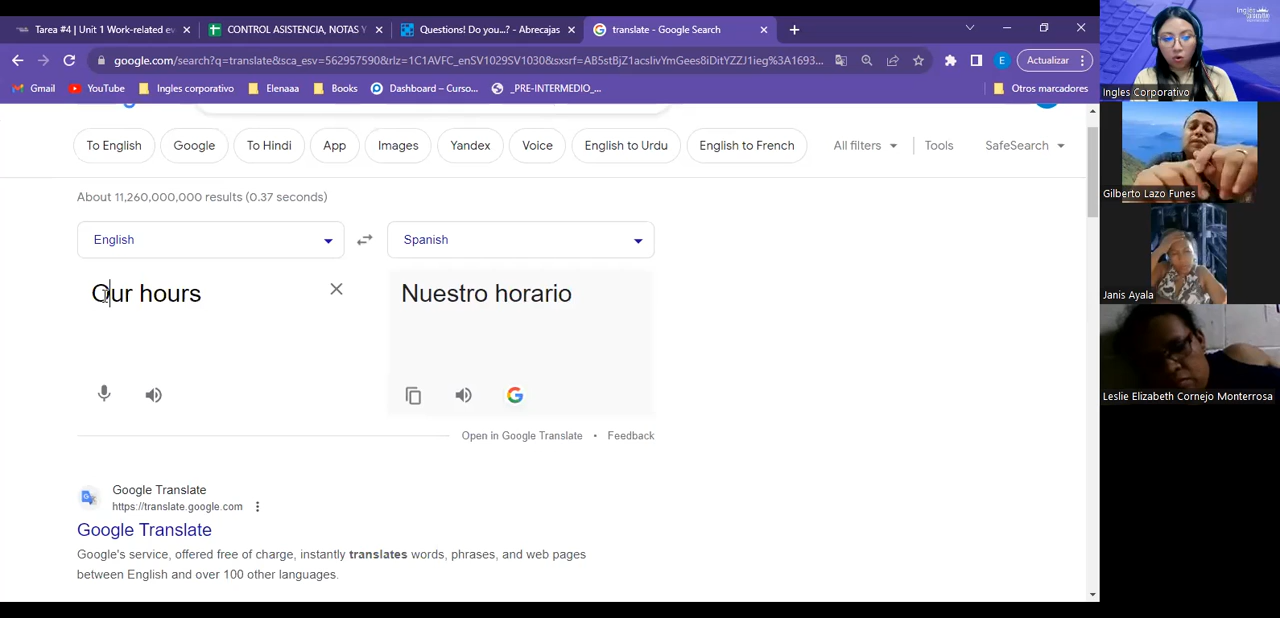 Tarea #4 | Unit 1 Work-related ev
CONTROL ASISTENCIA, NOTAS Y
Questions! Do you...? - Abrecajas
translate - Google Search
google.com/search?q=translate&sca_esv=562957590&rlz=1C1AVFC_enSV1029SV1030&sxsrf=AB5stBjZ1acsIivYmGees8iDitYZZJ1ieg%3A1693...
Actualizar
Gmail
YouTube
Ingles corporativo
Elenaaa
Books
Dashboard – Curso...
_PRE-INTERMEDIO_...
Otros marcadores
To English
Google
To Hindi
App
Images
Yandex
Voice
English to Urdu
English to French
All filters
Tools
SafeSearch
About 11,260,000,000 results (0.37 seconds)
English
Spanish
Our hours
Nuestro horario
Open in Google Translate • Feedback
Google Translate
https://translate.google.com
Google Translate
Google's service, offered free of charge, instantly translates words, phrases, and web pages
between English and over 100 other languages.
Ingles Corporativo
Gilberto Lazo Funes
Janis Ayala
Leslie Elizabeth Cornejo Monterrosa